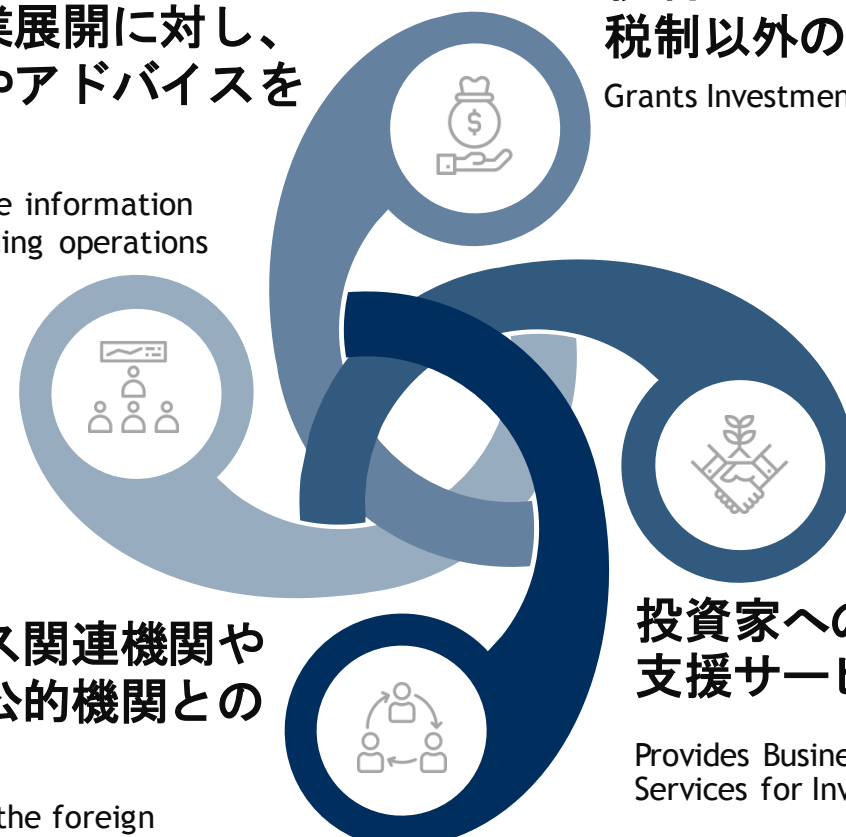 業展開に対し、
やアドバイスを
e information
ing operations
税制以外の
Grants Investmen
ス関連機関や
公的機関との
the foreign
投資家への
支援サービ
Provides Busine
Services for Inv
$